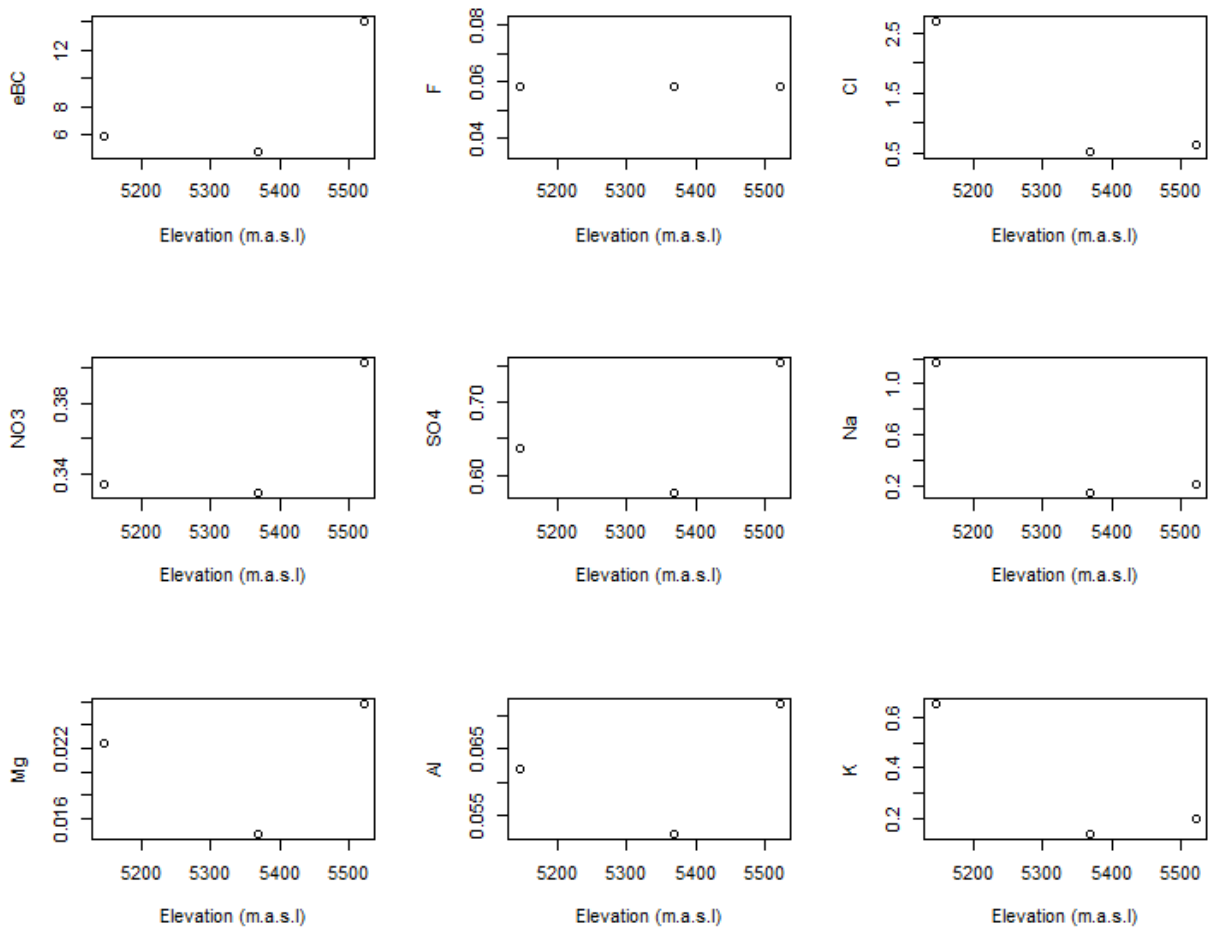 eBC
6 8 12
5200 5300 5400 5500
Elevation (m.a.s.l)
F
0.04 0.06 0.08
5200 5300 5400 5500
Elevation (m.a.s.l)
Cl
0.5 1.5 2.5
5200 5300 5400 5500
Elevation (m.a.s.l)
NO3
0.34 0.38
5200 5300 5400 5500
Elevation (m.a.s.l)
SO4
0.60 0.70
5200 5300 5400 5500
Elevation (m.a.s.l)
Na
0.2 0.6 1.0
5200 5300 5400 5500
Elevation (m.a.s.l)
Mg
0.016 0.022
5200 5300 5400 5500
Elevation (m.a.s.l)
Al
0.055 0.065
5200 5300 5400 5500
Elevation (m.a.s.l)
K
0.2 0.4 0.6
5200 5300 5400 5500
Elevation (m.a.s.l)